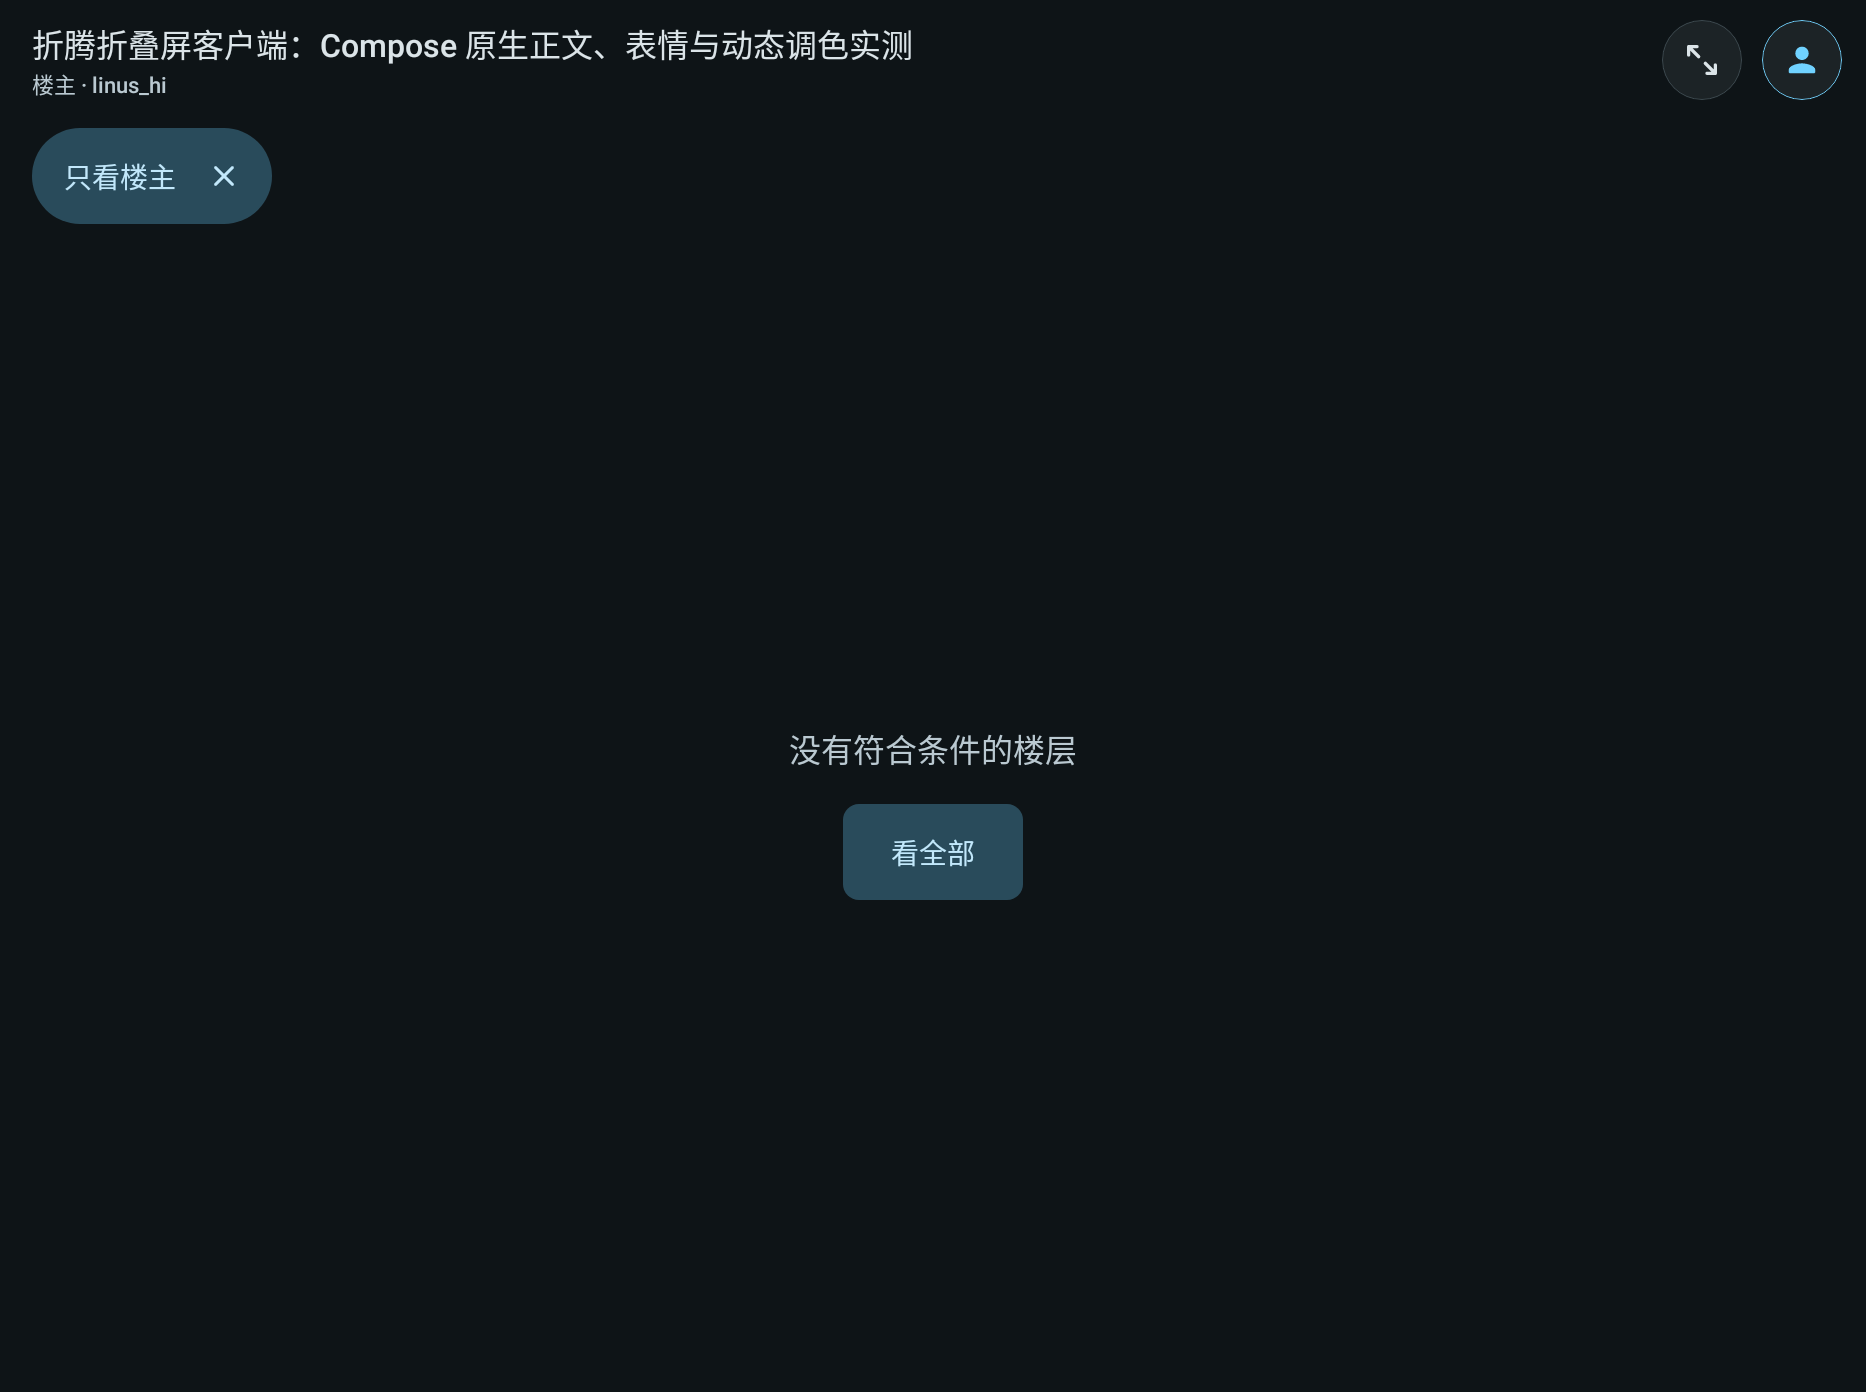 折腾折叠屏客户端：Compose 原生正文、表情与动态调色实测
楼主 · linus_hi
只看楼主
没有符合条件的楼层
看全部